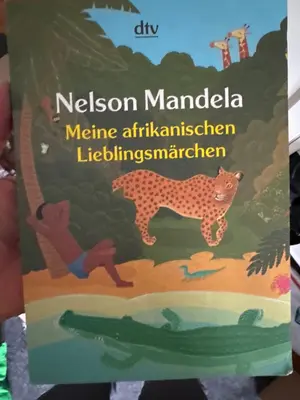 dtv
Nelson Mandela
Meine afrikanischen
Lieblingsmärchen